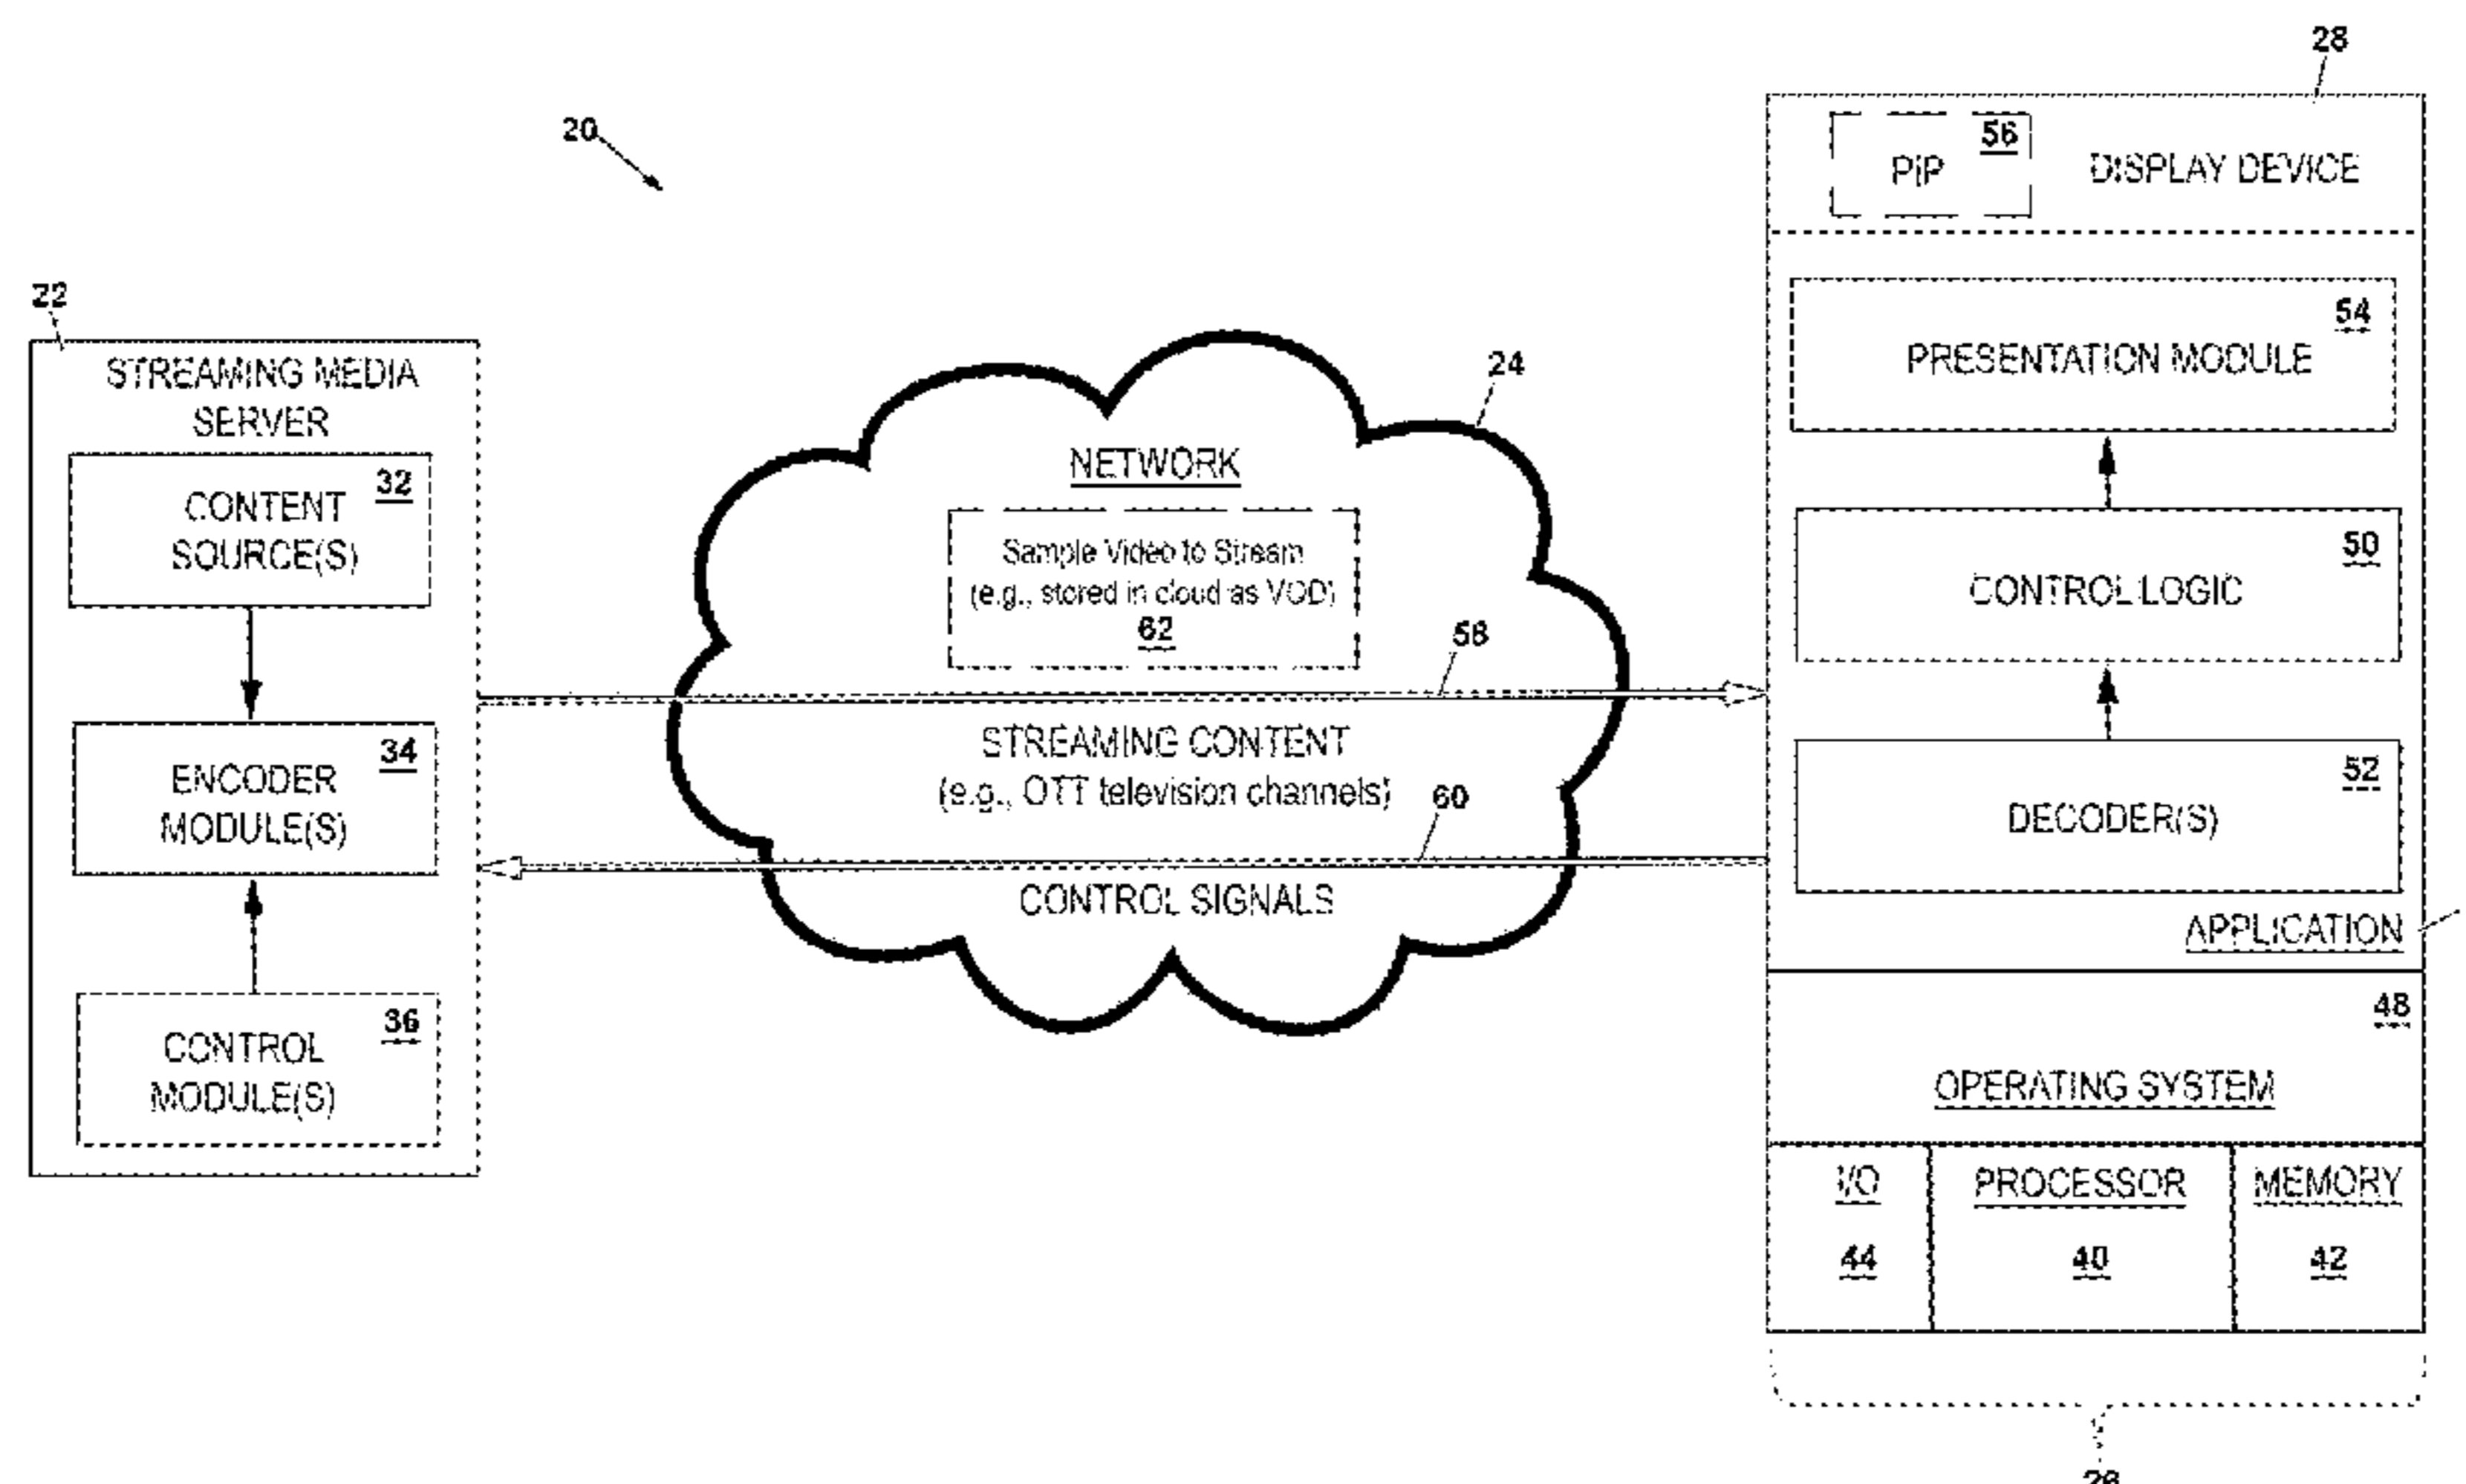 28
20
56
PiP
DISPLAY DEVICE
22
54
PRESENTATION MODULE
STREAMING MEDIA
SERVER
24
32
CONTENT
SOURCE(S)
NETWORK
Sample Video to Stream
(e.g., stored in cloud as VOD)
62
50
CONTROL LOGIC
58
34
ENCODER
MODULE(S)
STREAMING CONTENT
(e.g., OTT television channels)
60
52
DECODER(S)
CONTROL SIGNALS
APPLICATION
36
CONTROL
MODULE(S)
48
OPERATING SYSTEM
I/O
44
PROCESSOR
40
MEMORY
42